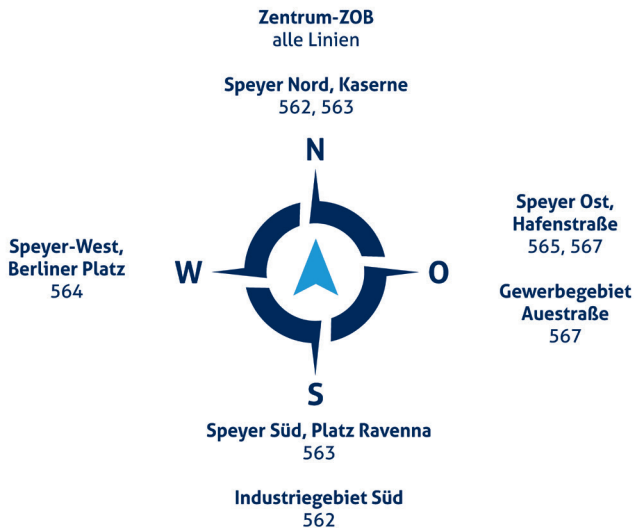 Zentrum-ZOB
alle Linien
Speyer Nord, Kaserne
562, 563
N
Speyer-West,
Berliner Platz
564
W
O
Speyer Ost,
Hafenstraße
565, 567
Gewerbegebiet
Auestraße
567
S
Speyer Süd, Platz Ravenna
563
Industriegebiet Süd
562